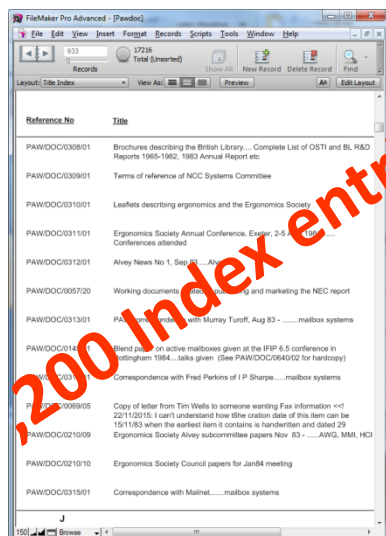 FileMaker Pro Advanced - [Pawdoc]
File Edit View Insert Format Records Scripts Tools Window Help
933
17216
Total (Unsorted)
Records
Show All New Record Delete Record Find
Layout: Title Index View As: Preview Aa Edit Layout
Reference No Title
PAW/DOC/0308/01 Brochures describing the British Library.... Complete List of OSTI and BL R&D
Reports 1965-1982, 1983 Annual Report etc
PAW/DOC/0309/01 Terms of reference of NCC Systems Committee
PAW/DOC/0310/01 Leaflets describing ergonomics and the Ergonomics Society
PAW/DOC/0311/01 Ergonomics Society Annual Conference, Exeter, 2-5
Conferences attended
PAW/DOC/0312/01 Alvey News No 1, Sep
PAW/DOC/0057/20 Working documents and marketing the NEC report
PAW/DOC/0313/01 with Murray Turoff, Aug 83 - .........mailbox systems
Blend on active mailboxes given at the IFIP 6.5 conference in
Nottingham 1984....talks given (See PAW/DOC/0640/02 for hardcopy)
Correspondence with Fred Perkins of I P Sharpe......mailbox systems
/0069/05 Copy of letter from Tim Wells to someone wanting Fax information <<!
22/11/2015: I can't understand how t6he cration date of this item can be
15/11/83 when the earliest item it contains is handwritten and dated 29
PAW/DOC/0210/09 Ergonomics Society Alvey subcommittee papers Nov 83 - ......AWG, MMI, HCI
PAW/DOC/0210/10 Ergonomics Society Council papers for Jan84 meeting
PAW/DOC/0315/01 Correspondence with Mailnet......mailbox systems
J
150 Browse
,200 Index entr